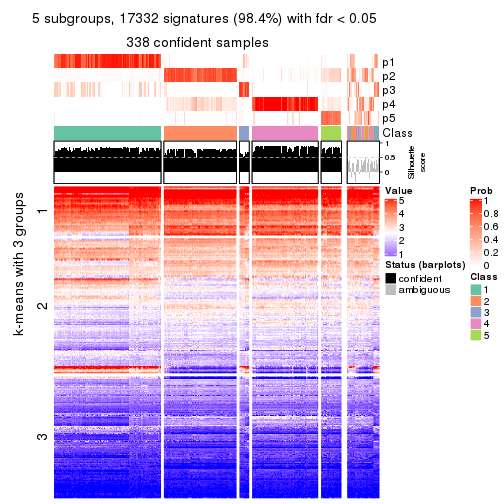 5 subgroups, 17332 signatures (98.4%) with fdr < 0.05
338 confident samples
p1
p2
p3
p4
p5
Class
1
0.5
0
Silhouette
score
k-means with 3 groups
1
2
3
Value
5
4
3
2
1
Prob
1
0.8
0.6
0.4
0.2
0
Status (barplots)
confident
ambiguous
Class
1
2
3
4
5